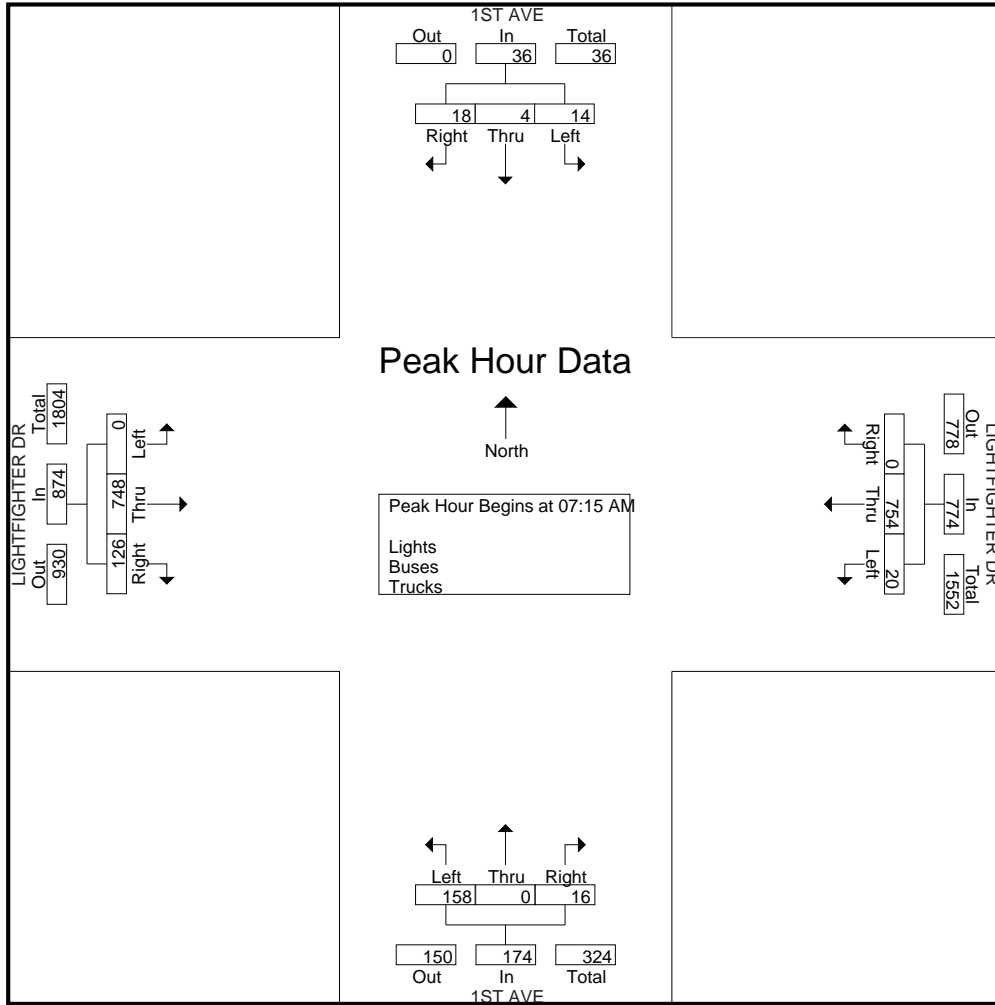 1ST AVE
Out In Total
0 36 36
18 4 14
Right Thru Left
Peak Hour Data
North
Peak Hour Begins at 07:15 AM
Lights
Buses
Trucks
LIGHTFIGHTER DR
Out In Total
930 874 1804
126 748 0
Right Thru Left
LIGHTFIGHTER DR
Out In Total
778 774 1552
0 754 20
Right Thru Left
Left Thru Right
158 0 16
150 174 324
Out In Total
1ST AVE